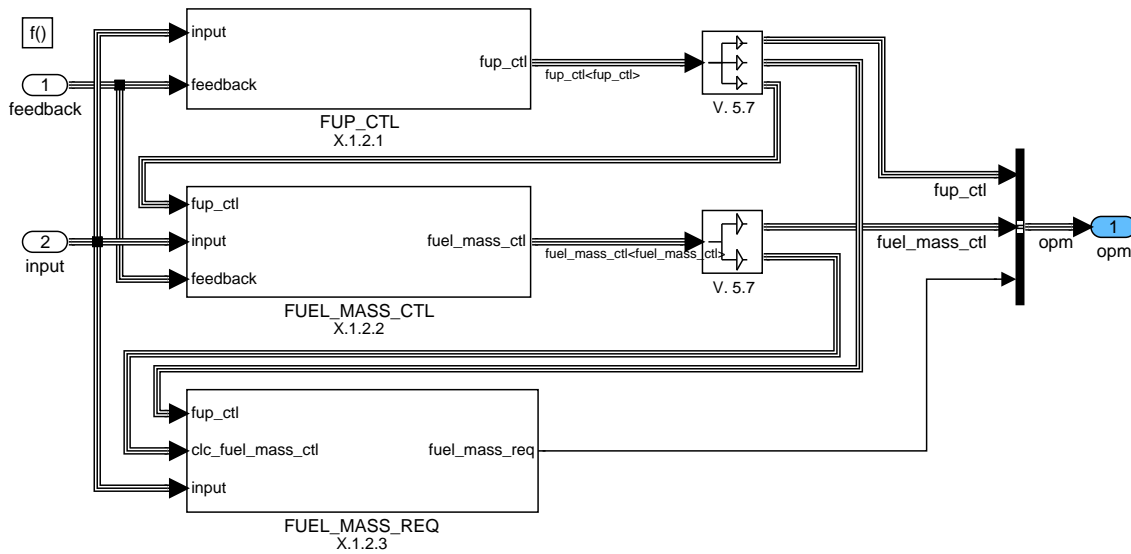 f()
1
feedback
input
feedback
fup_ctl
FUP_CTL
X.1.2.1
fup_ctl<fup_ctl>
V. 5.7
fup_ctl
2
input
fup_ctl
input
feedback
fuel_mass_ctl
FUEL_MASS_CTL
X.1.2.2
fuel_mass_ctl<fuel_mass_ctl>
V. 5.7
fuel_mass_ctl
opm
1
opm
fup_ctl
clc_fuel_mass_ctl
input
fuel_mass_req
FUEL_MASS_REQ
X.1.2.3